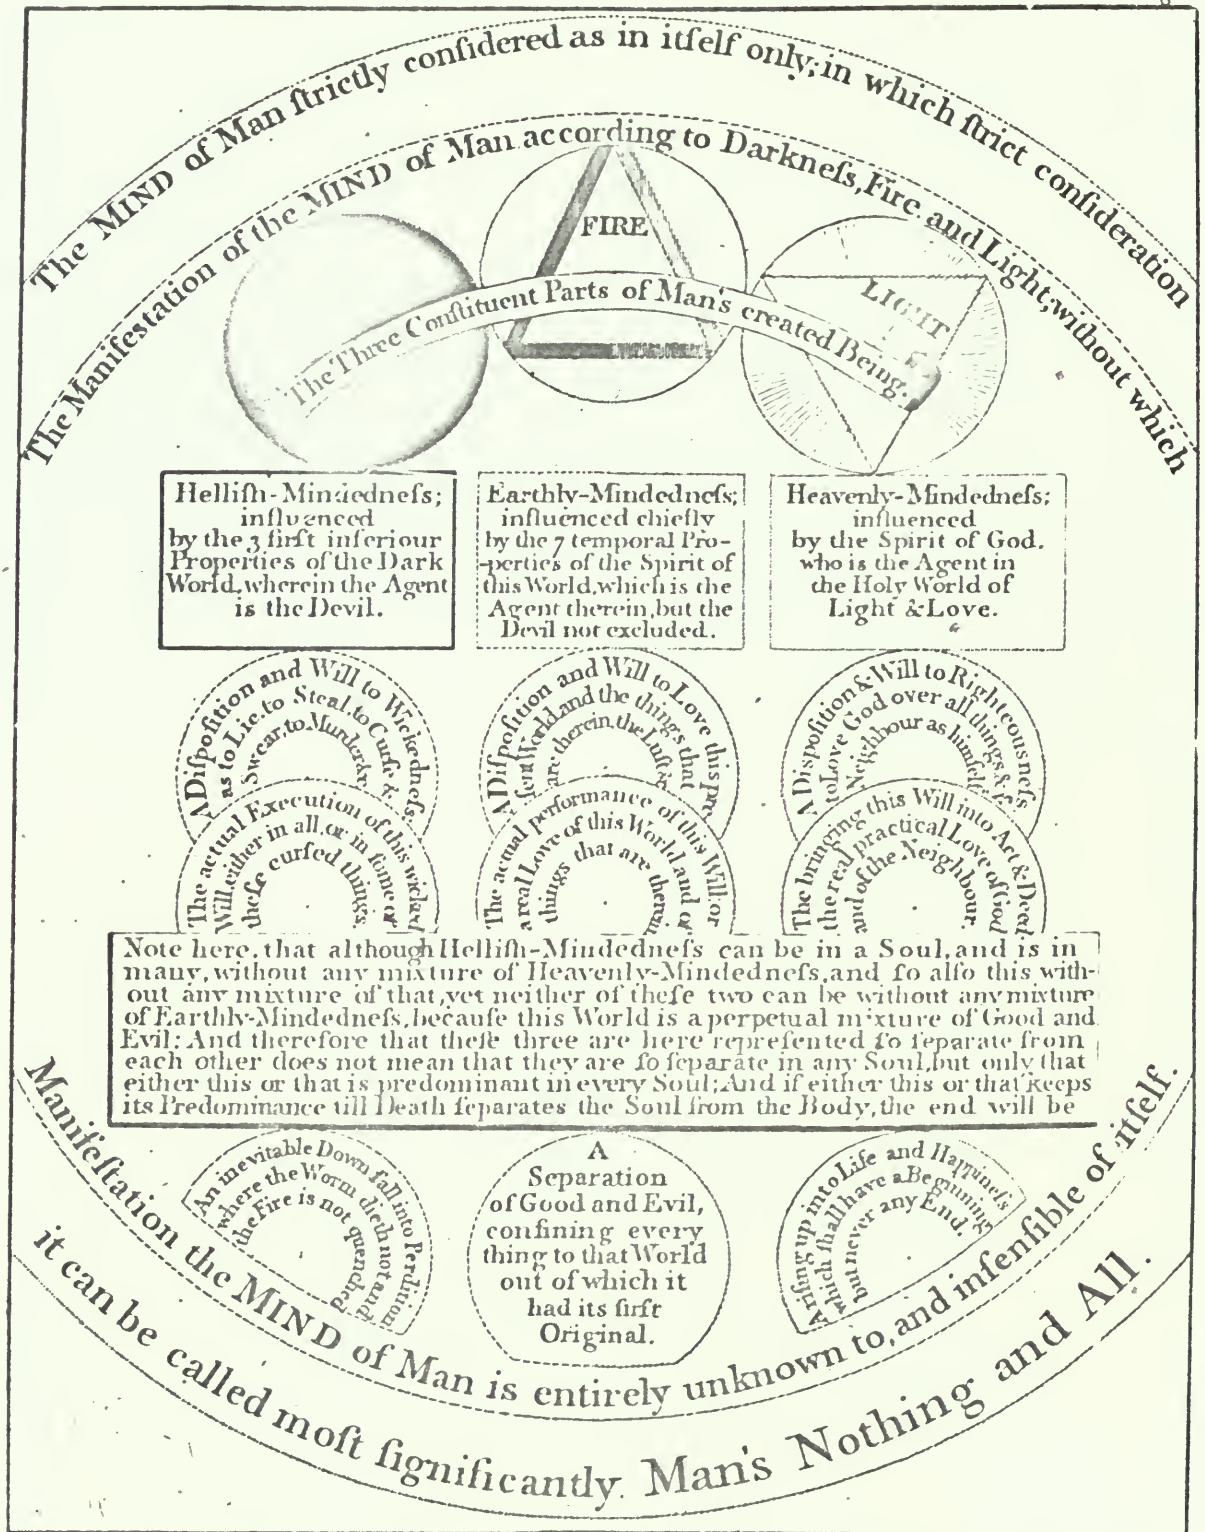 The MIND of Man ſtrictly conſidered as in itſelf only; in which ſtrict conſideration
The Manifestation of the MIND of Man according to Darkneſs, Fire and Light, without which
FIRE
LIGHT
The Three Conſtituent Parts of Man's created Being.
Helliſh-Mindedneſs;
influenced
by the 3 firſt inferiour
Properties of the Dark
World, wherein the Agent
is the Devil.
Earthly-Mindedneſs;
influenced chiefly
by the 7 temporal Pro-
-perties of the Spirit of
this World, which is the
Agent therein, but the
Devil not excluded.
Heavenly-Mindedneſs;
influenced
by the Spirit of God.
who is the Agent in
the Holy World of
Light & Love.
A Diſpoſition and Will to Wickedneſs.
as to Lie, to Steal, to Curſe &
Swear, to Murder &c
A Diſpoſition and Will to Love this pre-
ſent World, and the things that
are therein, the Luſt &
A Diſpoſition & Will to Righteouſneſs
to Love God over all things &
Neighbour as himſelf
The actual Execution of this wicked
Will, either in all, or in ſome of
theſe curſed things.
The actual performance of this Will: or
a real Love of this World, and of
things that are therein
The bringing this Will into Act & Deed
the real practical Love of God
and of the Neighbour.
Note here, that although Helliſh-Mindedneſs can be in a Soul, and is in
many, without any mixture of Heavenly-Mindedneſs, and ſo alſo this with-
out any mixture of that, yet neither of theſe two can be without any mixture
of Earthly-Mindedneſs, becauſe this World is a perpetual mixture of Good and
Evil: And therefore that theſe three are here repreſented ſo ſeparate from
each other does not mean that they are ſo ſeparate in any Soul, but only that
either this or that is predominant in every Soul; And if either this or that keeps
its Predominance till Death ſeparates the Soul from the Body, the end will be
An inevitable Downfall into Perdition
where the Worm dieth not and
the Fire is not quenched
A
Separation
of Good and Evil,
confining every
thing to that World
out of which it
had its firſt
Original.
A riſing up into Life and Happineſs
which ſhall have a Beginning
but never any End.
Manifeſtation the MIND of Man is entirely unknown to, and inſenſible of itſelf.
it can be called moſt ſignificantly. Man's Nothing and All.